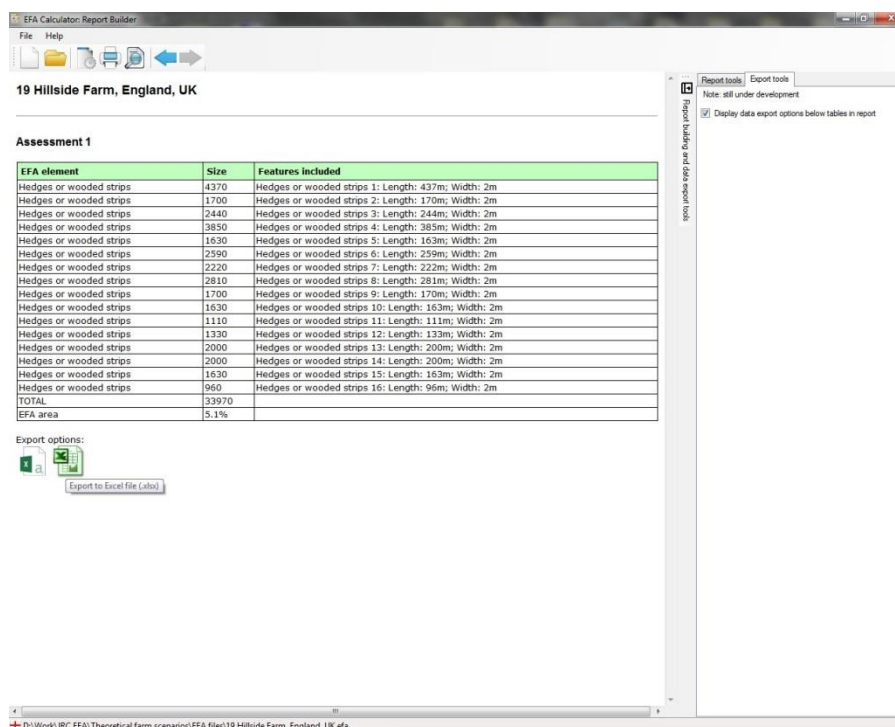 EFA Calculator: Report Builder
File Help
19 Hillside Farm, England, UK
Assessment 1
EFA element Size Features included
Hedges or wooded strips 4370 Hedges or wooded strips 1: Length: 437m; Width: 2m
Hedges or wooded strips 1700 Hedges or wooded strips 2: Length: 170m; Width: 2m
Hedges or wooded strips 2440 Hedges or wooded strips 3: Length: 244m; Width: 2m
Hedges or wooded strips 3850 Hedges or wooded strips 4: Length: 385m; Width: 2m
Hedges or wooded strips 1630 Hedges or wooded strips 5: Length: 163m; Width: 2m
Hedges or wooded strips 2590 Hedges or wooded strips 6: Length: 259m; Width: 2m
Hedges or wooded strips 2220 Hedges or wooded strips 7: Length: 222m; Width: 2m
Hedges or wooded strips 2810 Hedges or wooded strips 8: Length: 281m; Width: 2m
Hedges or wooded strips 1700 Hedges or wooded strips 9: Length: 170m; Width: 2m
Hedges or wooded strips 1630 Hedges or wooded strips 10: Length: 163m; Width: 2m
Hedges or wooded strips 1110 Hedges or wooded strips 11: Length: 111m; Width: 2m
Hedges or wooded strips 1330 Hedges or wooded strips 12: Length: 133m; Width: 2m
Hedges or wooded strips 2000 Hedges or wooded strips 13: Length: 200m; Width: 2m
Hedges or wooded strips 2000 Hedges or wooded strips 14: Length: 200m; Width: 2m
Hedges or wooded strips 1630 Hedges or wooded strips 15: Length: 163m; Width: 2m
Hedges or wooded strips 960 Hedges or wooded strips 16: Length: 96m; Width: 2m
TOTAL 33970
EFA area 5.1%
Export options:
Export to Excel file (.xlsx)
Report building and data export tools
Report tools Export tools
Note: still under development
Display data export options below tables in report
D:\Work\JRC EFA\Theoretical farm scenarios\EFA files\19 Hillside Farm, England, UK.efa